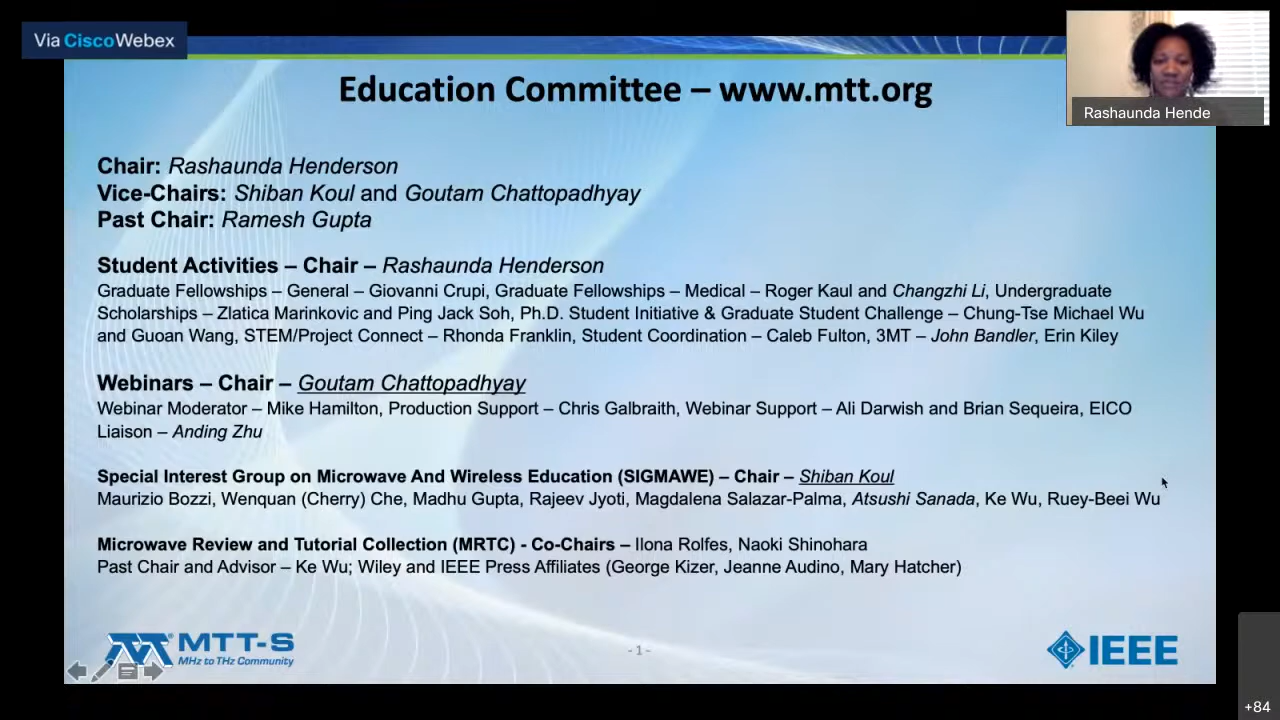 Via Cisco Webex
Education Committee – www.mtt.org
Rashaunda Hende
Chair: Rashaunda Henderson
Vice-Chairs: Shiban Koul and Goutam Chattopadhyay
Past Chair: Ramesh Gupta
Student Activities – Chair – Rashaunda Henderson
Graduate Fellowships – General – Giovanni Crupi, Graduate Fellowships – Medical – Roger Kaul and Changzhi Li, Undergraduate
Scholarships – Zlatica Marinkovic and Ping Jack Soh, Ph.D. Student Initiative & Graduate Student Challenge – Chung-Tse Michael Wu
and Guoan Wang, STEM/Project Connect – Rhonda Franklin, Student Coordination – Caleb Fulton, 3MT – John Bandler, Erin Kiley
Webinars – Chair – Goutam Chattopadhyay
Webinar Moderator – Mike Hamilton, Production Support – Chris Galbraith, Webinar Support – Ali Darwish and Brian Sequeira, EICO
Liaison – Anding Zhu
Special Interest Group on Microwave And Wireless Education (SIGMAWE) – Chair – Shiban Koul
Maurizio Bozzi, Wenquan (Cherry) Che, Madhu Gupta, Rajeev Jyoti, Magdalena Salazar-Palma, Atsushi Sanada, Ke Wu, Ruey-Beei Wu
Microwave Review and Tutorial Collection (MRTC) - Co-Chairs – Ilona Rolfes, Naoki Shinohara
Past Chair and Advisor – Ke Wu; Wiley and IEEE Press Affiliates (George Kizer, Jeanne Audino, Mary Hatcher)
MTT-S
MHz to THz Community
- 1 -
IEEE
+84